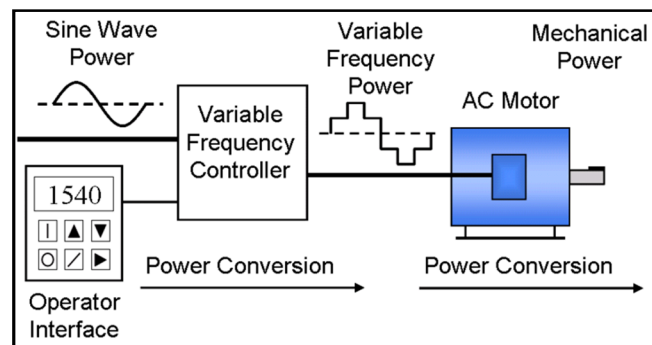 Sine Wave
Power
Variable
Frequency
Power
Mechanical
Power
AC Motor
Variable
Frequency
Controller
1540
Operator
Interface
Power Conversion
Power Conversion